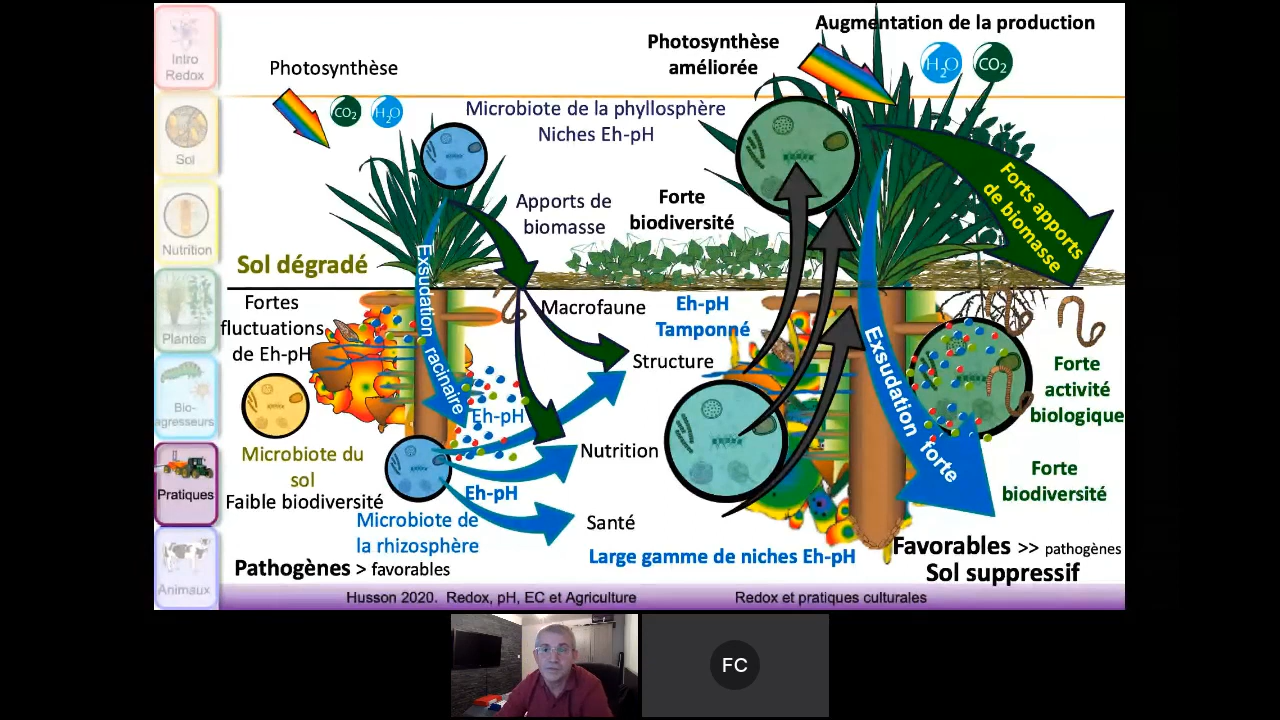 Intro
Redox
Sol
Nutrition
Plantes
Bio-
agresseurs
Pratiques
Animaux
Photosynthèse
CO2
H2O
Microbiote de la phyllosphère
Niches Eh-pH
Apports de
biomasse
Sol dégradé
Fortes
fluctuations
de Eh-pH
Exsudation racinaire
Macrofaune
Structure
Eh-pH
Nutrition
Eh-pH
Santé
Microbiote du
sol
Faible biodiversité
Microbiote de
la rhizosphère
Pathogènes > favorables
Augmentation de la production
Photosynthèse
améliorée
H2O
CO2
Forte
biodiversité
Forts apports
de biomasse
Eh-pH
Tamponné
Exsudation forte
Forte
activité
biologique
Forte
biodiversité
Large gamme de niches Eh-pH
Favorables >> pathogènes
Sol suppressif
Husson 2020. Redox, pH, EC et Agriculture
Redox et pratiques culturales
FC